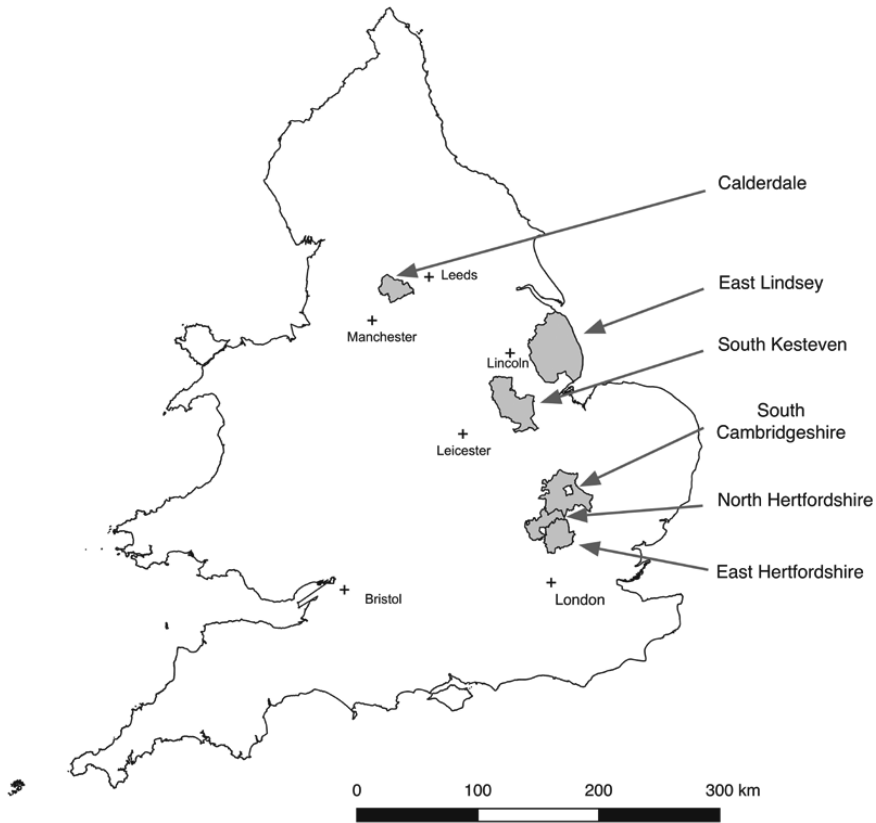 Calderdale
Leeds
East Lindsey
Manchester
South Kesteven
Lincoln
South
Cambridgeshire
Leicester
North Hertfordshire
East Hertfordshire
Bristol
London
0 100 200 300 km